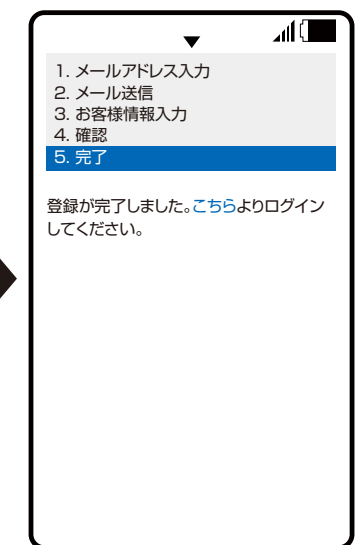 1. メールアドレス入力
2. メール送信
3. お客様情報入力
4. 確認
5. 完了
登録が完了しました。こちらよりログイン
してください。